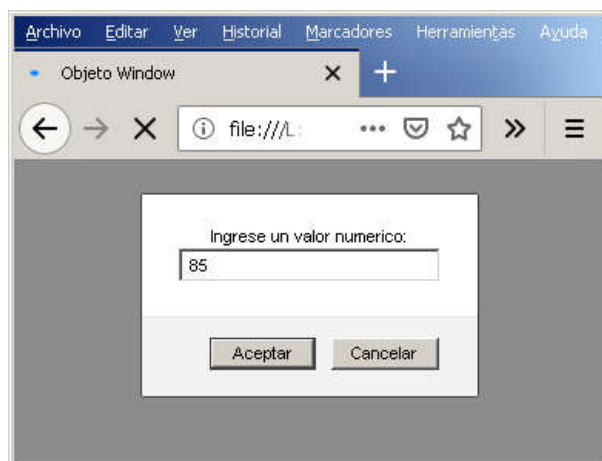 Archivo Editar Ver Historial Marcadores Herramientas Ayuda
Objeto Window
file:///L:
Ingrese un valor numerico:
85
Aceptar Cancelar